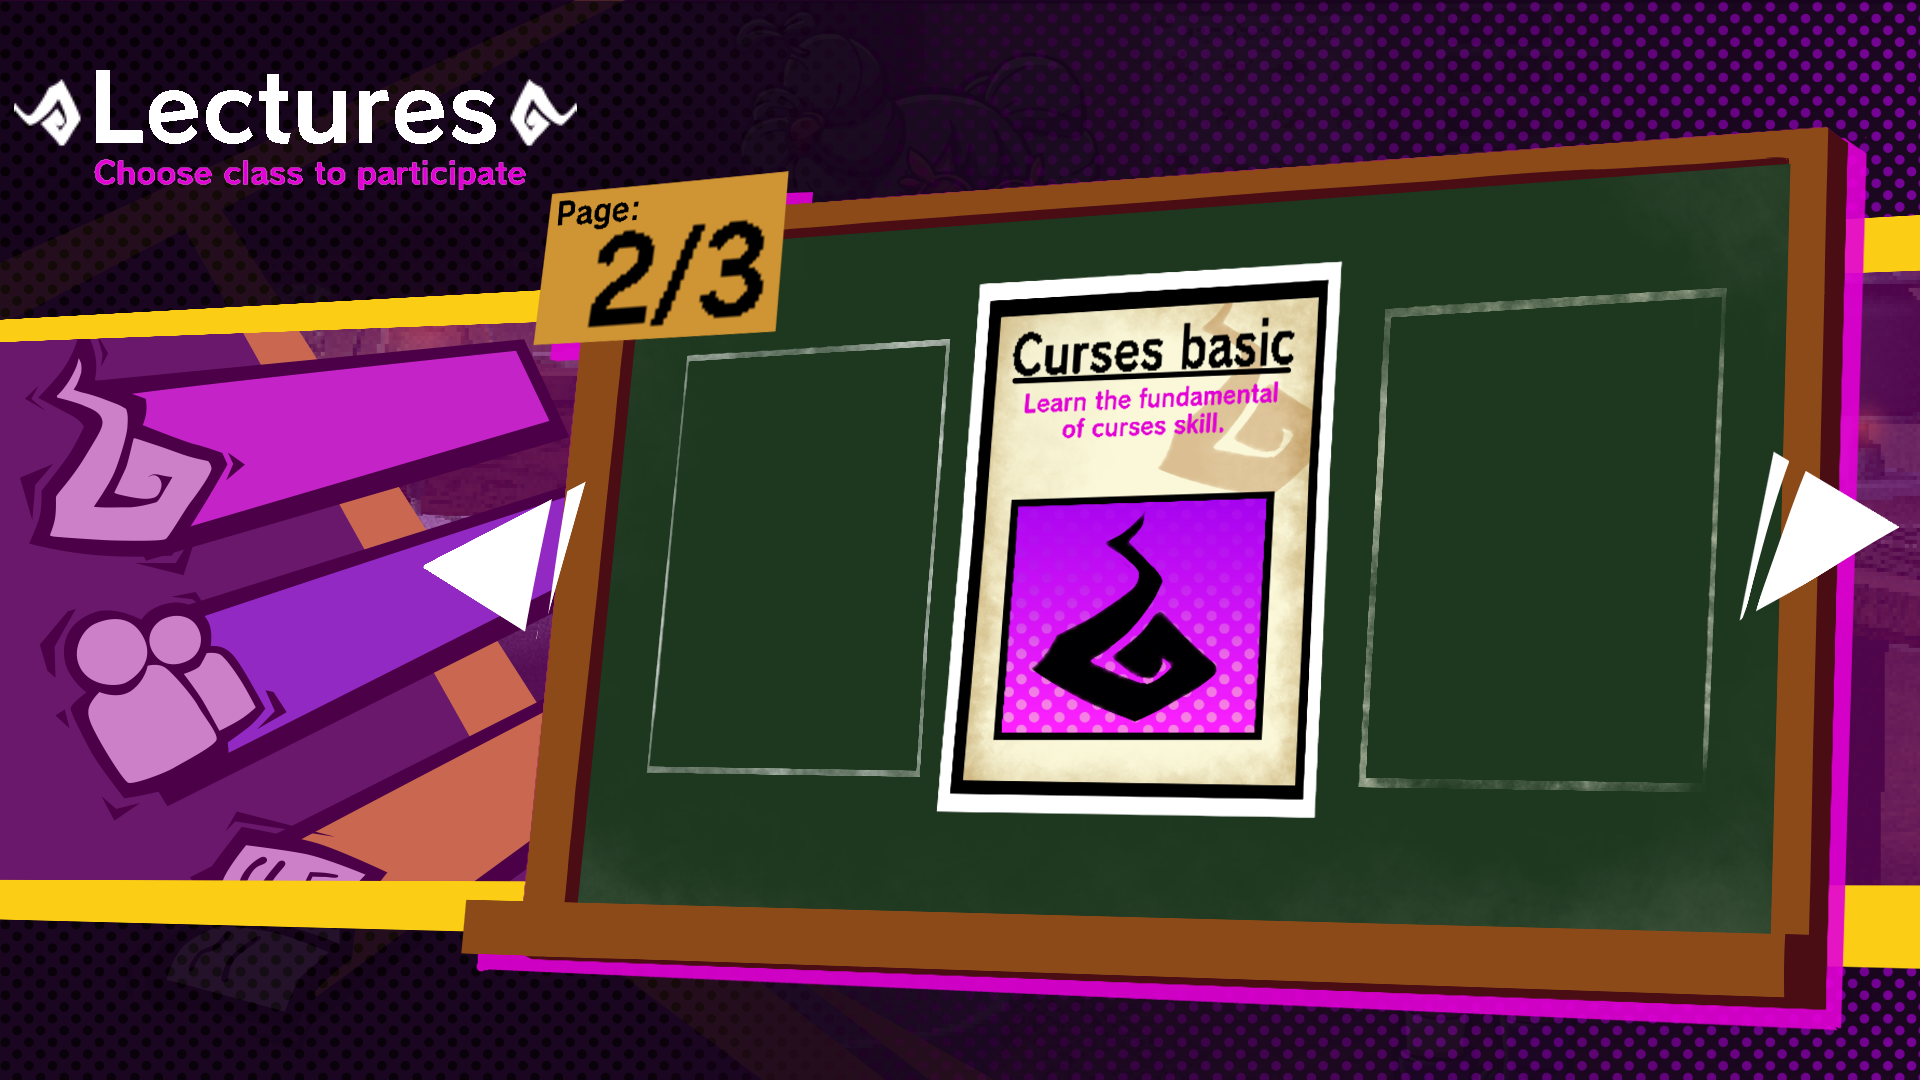 Lectures
Choose class to participate
Page:
2/3
Curses basic
Learn the fundamental
of curses skill.